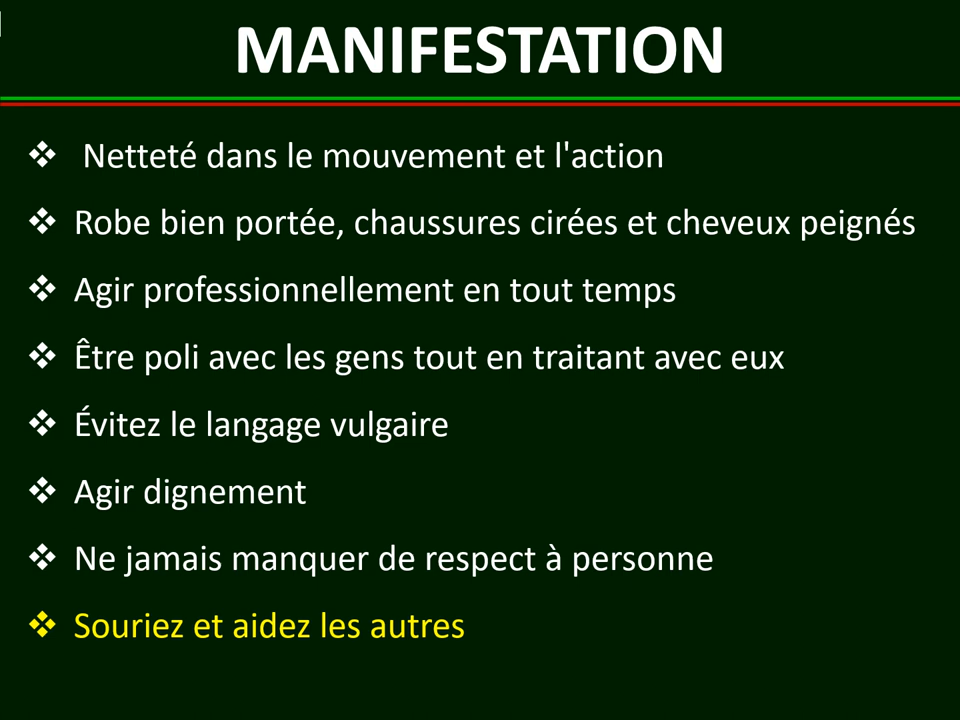 MANIFESTATION
❖ Netteté dans le mouvement et l'action
❖ Robe bien portée, chaussures cirées et cheveux peignés
❖ Agir professionnellement en tout temps
❖ Être poli avec les gens tout en traitant avec eux
❖ Évitez le langage vulgaire
❖ Agir dignement
❖ Ne jamais manquer de respect à personne
❖ Souriez et aidez les autres